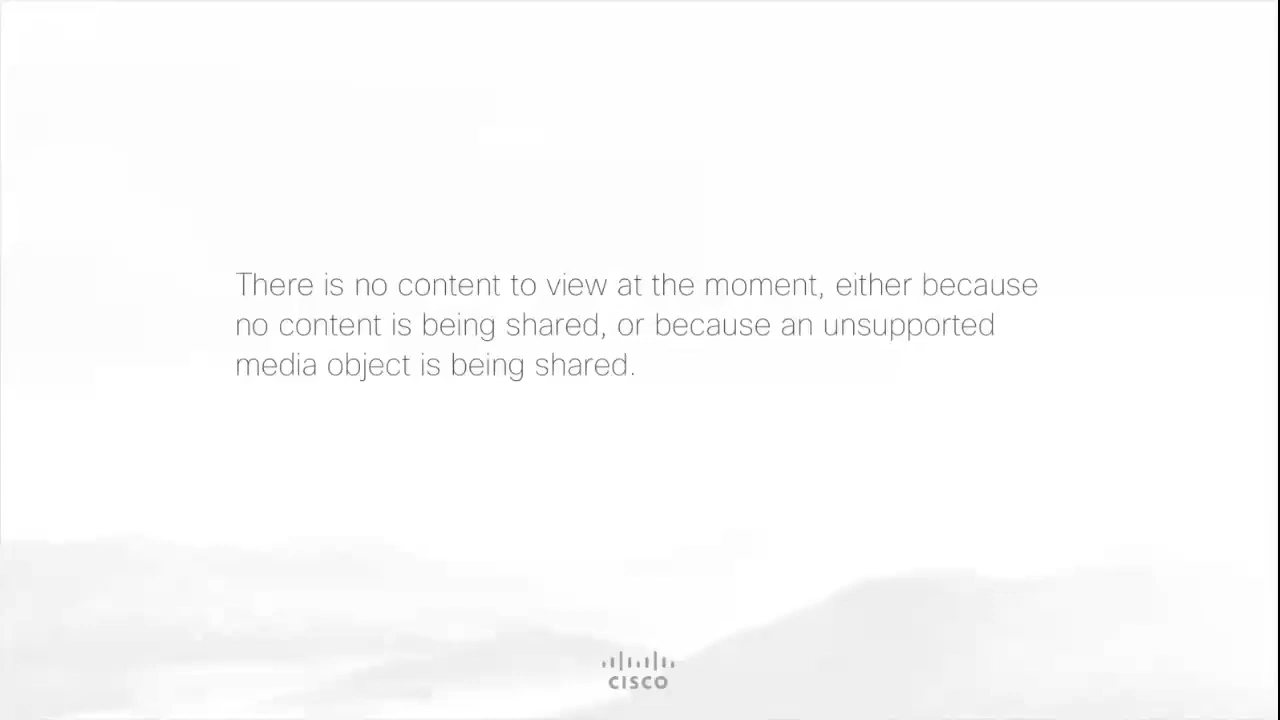 There is no content to view at the moment, either because
no content is being shared, or because an unsupported
media object is being shared.
CISCO